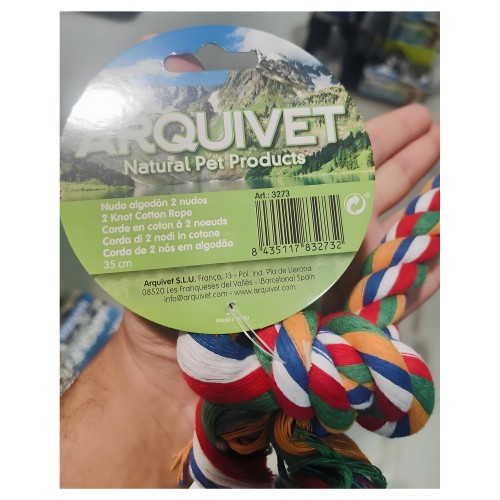 ARQUIVET
Natural Pet Products
Nudo algodón 2 nudos
2 Knot Cotton Rope
Corde en coton à 2 noeuds
Corda di 2 nodi in cotone
Corda de 2 nós em algodão
35 cm
Art.: 3273
8 435117 832732
Arquivet S.L.U. França, 13 - Pol. Ind. Pla de Llerona
08520 Les Franqueses del Vallès - (Barcelona) Spain
info@arquivet.com - www.arquivet.com
Made in